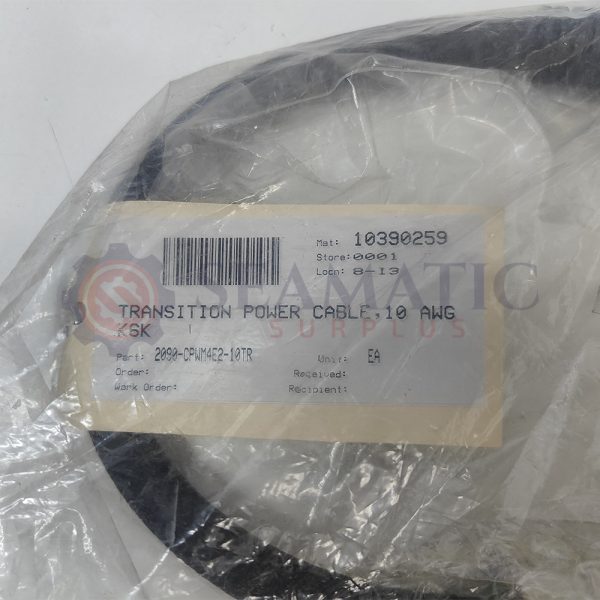 Mat: 10390259
Store:0001
Locn: 8-I3
SEAMATIC
SURPLUS
TRANSITION POWER CABLE,10 AWG
K6K
Part: 2090-CPWM4E2-10TR Unit: EA
Order: Received:
Work Order: Recipient: